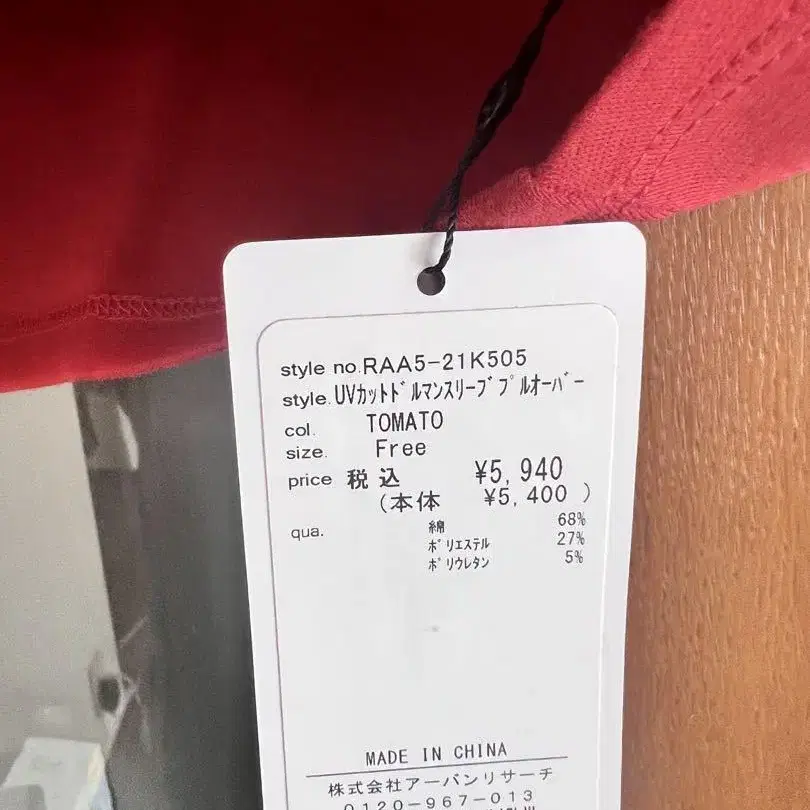 style no.RAA5-21K505
style.UVｶｯﾄﾄﾞﾙﾏﾝｽﾘｰﾌﾞﾌﾟﾙｵｰﾊﾞｰ
col. TOMATO
size. Free
price 税込 ¥5,940
(本体 ¥5,400 )
qua. 綿 68%
ﾎﾟﾘｴｽﾃﾙ 27%
ﾎﾟﾘｳﾚﾀﾝ 5%
MADE IN CHINA
株式会社アーバンリサーチ
0120-967-013